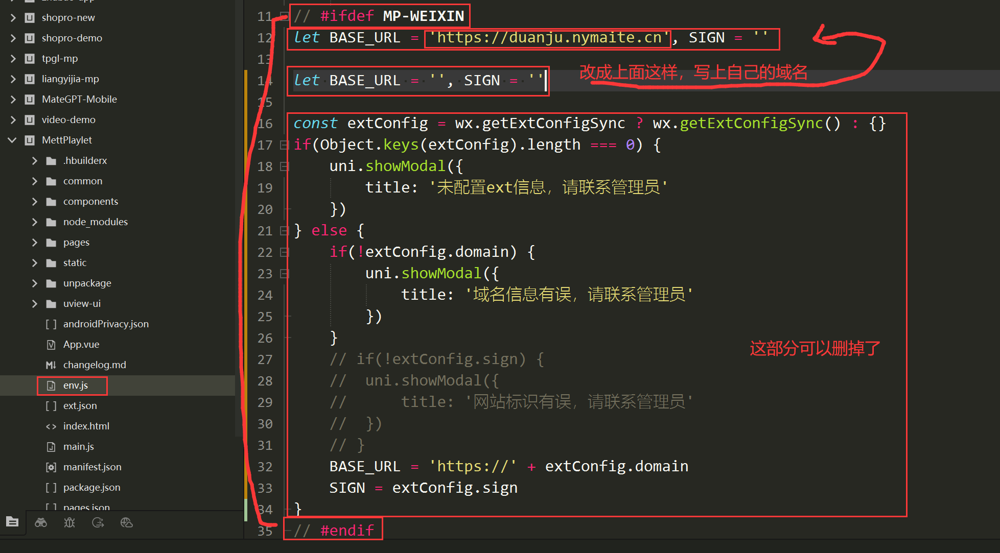 shopro-new
shopro-demo
tpgl-mp
liangyijia-mp
MateGPT-Mobile
video-demo
MettPlaylet
.hbuilderx
common
components
node_modules
pages
static
unpackage
uview-ui
[ ] androidPrivacy.json
App.vue
M↓ changelog.md
env.js
[ ] ext.json
<> index.html
main.js
manifest.json
[ ] package.json
[ ] pages.json
11 // #ifdef MP-WEIXIN
12 let BASE_URL = 'https://duanju.nymaite.cn', SIGN = ''
13
改成上面这样，写上自己的域名
14 let BASE_URL = '', SIGN = ''
15
16 const extConfig = wx.getExtConfigSync ? wx.getExtConfigSync() : {}
17 if(Object.keys(extConfig).length === 0) {
18 uni.showModal({
19 title: '未配置ext信息，请联系管理员'
20 })
21 } else {
22 if(!extConfig.domain) {
23 uni.showModal({
24 title: '域名信息有误，请联系管理员'
25 })
26 }
这部分可以删掉了
27 // if(!extConfig.sign) {
28 // uni.showModal({
29 // title: '网站标识有误，请联系管理员'
30 // })
31 // }
32 BASE_URL = 'https://' + extConfig.domain
33 SIGN = extConfig.sign
34 }
35 // #endif